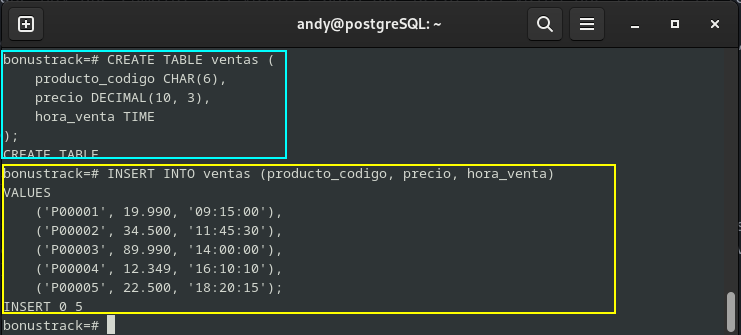 andy@postgreSQL: ~
bonustrack=# CREATE TABLE ventas (
    producto_codigo CHAR(6),
    precio DECIMAL(10, 3),
    hora_venta TIME
);
CREATE TABLE
bonustrack=# INSERT INTO ventas (producto_codigo, precio, hora_venta)
VALUES
    ('P00001', 19.990, '09:15:00'),
    ('P00002', 34.500, '11:45:30'),
    ('P00003', 89.990, '14:00:00'),
    ('P00004', 12.349, '16:10:10'),
    ('P00005', 22.500, '18:20:15');
INSERT 0 5
bonustrack=#